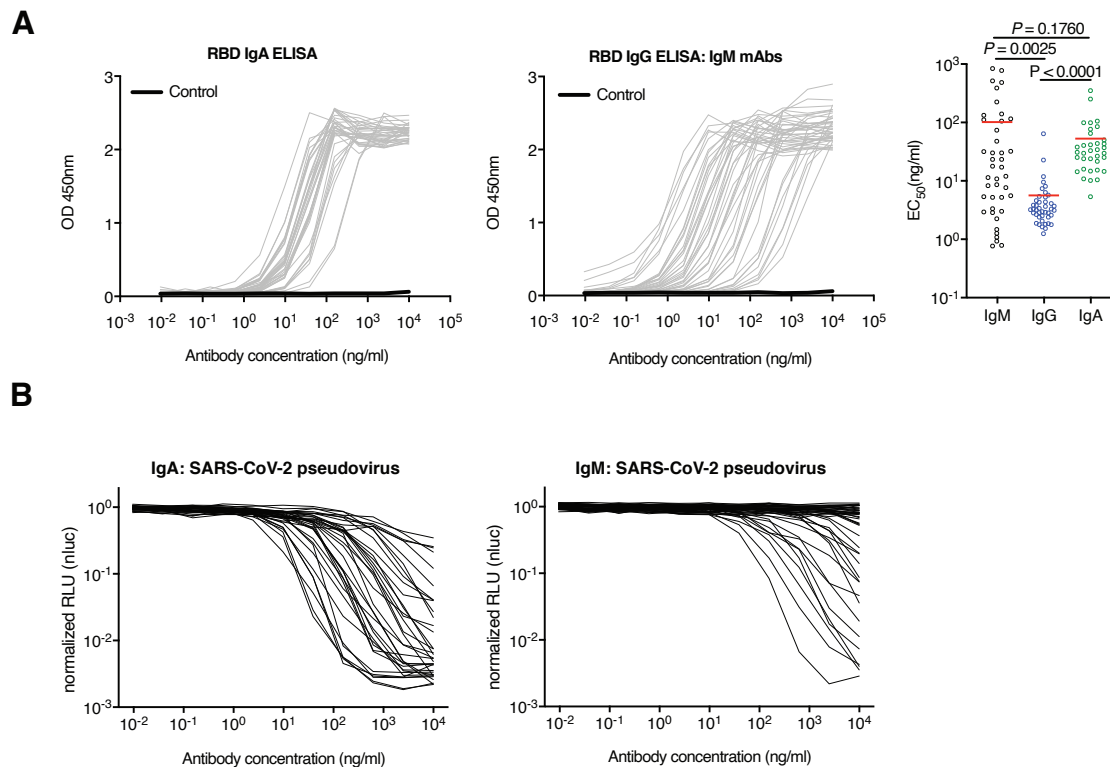 A
RBD IgA ELISA
Control
OD 450nm
3
2
1
0
10-3 10-2 10-1 100 101 102 103 104 105
Antibody concentration (ng/ml)
RBD IgG ELISA: IgM mAbs
Control
OD 450nm
3
2
1
0
10-3 10-2 10-1 100 101 102 103 104 105
Antibody concentration (ng/ml)
P = 0.1760
P = 0.0025
P < 0.0001
EC50(ng/ml)
103
102
101
100
10-1
IgM IgG IgA
B
IgA: SARS-CoV-2 pseudovirus
normalized RLU (nluc)
100
10-1
10-2
10-3
10-2 10-1 100 101 102 103 104
Antibody concentration (ng/ml)
IgM: SARS-CoV-2 pseudovirus
normalized RLU (nluc)
100
10-1
10-2
10-3
10-2 10-1 100 101 102 103 104
Antibody concentration (ng/ml)